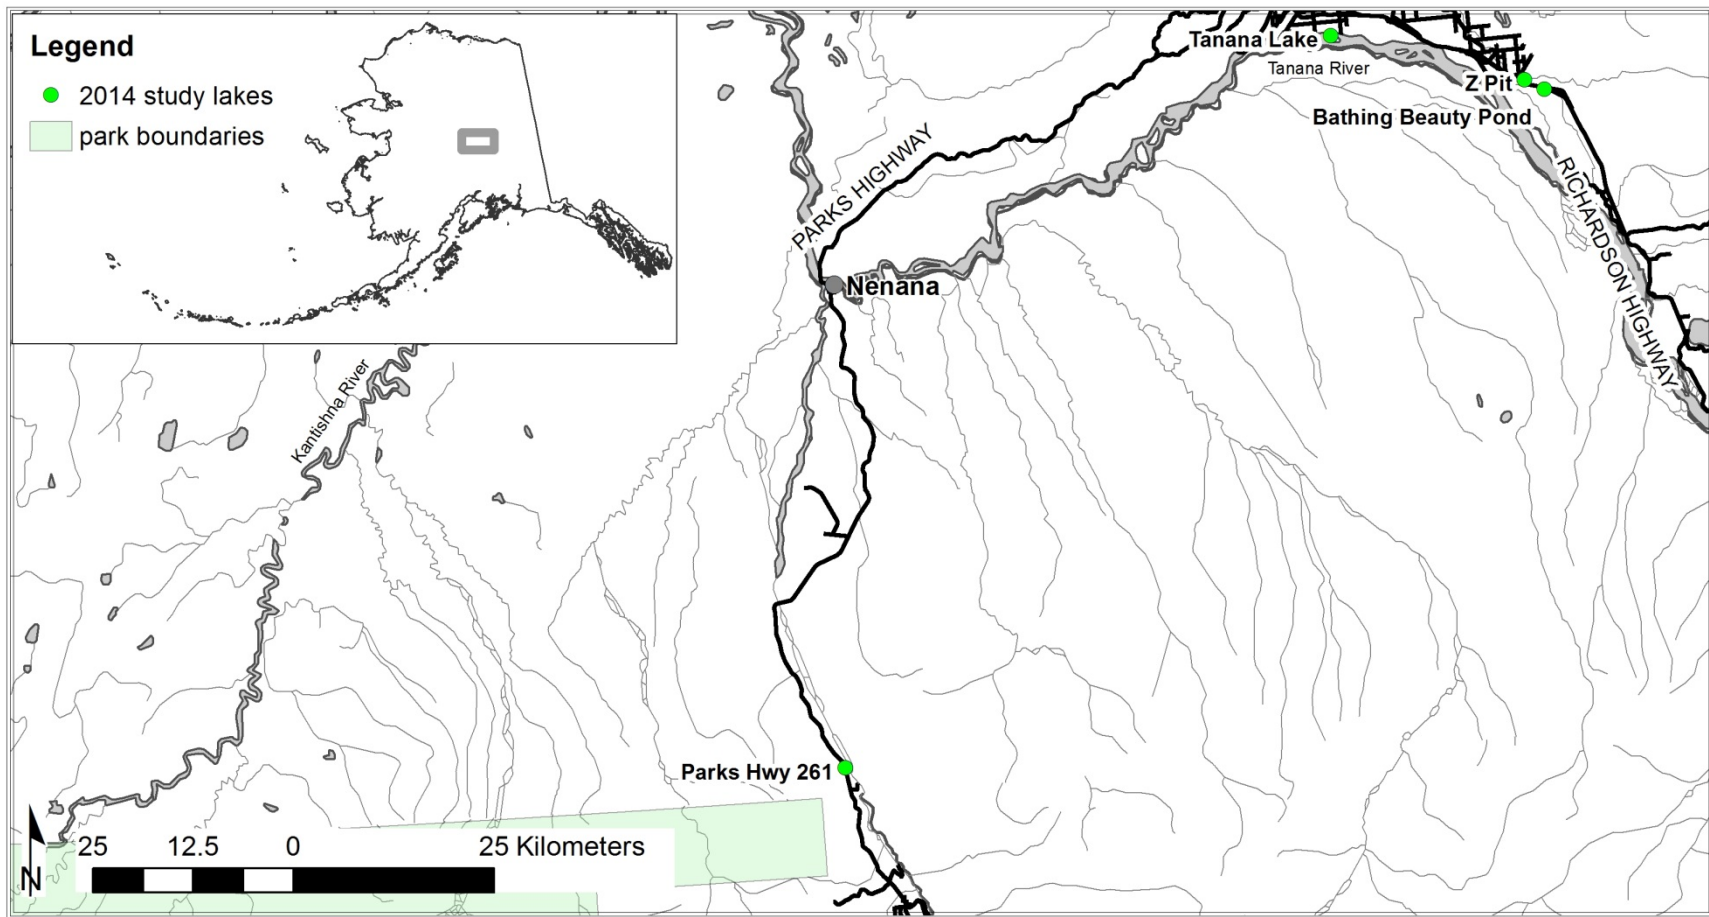 Legend
2014 study lakes
park boundaries
Tanana Lake
Tanana River
Z Pit
Bathing Beauty Pond
PARKS HIGHWAY
RICHARDSON HIGHWAY
Nenana
Kantishna River
Parks Hwy 261
25 12.5 0 25 Kilometers
N